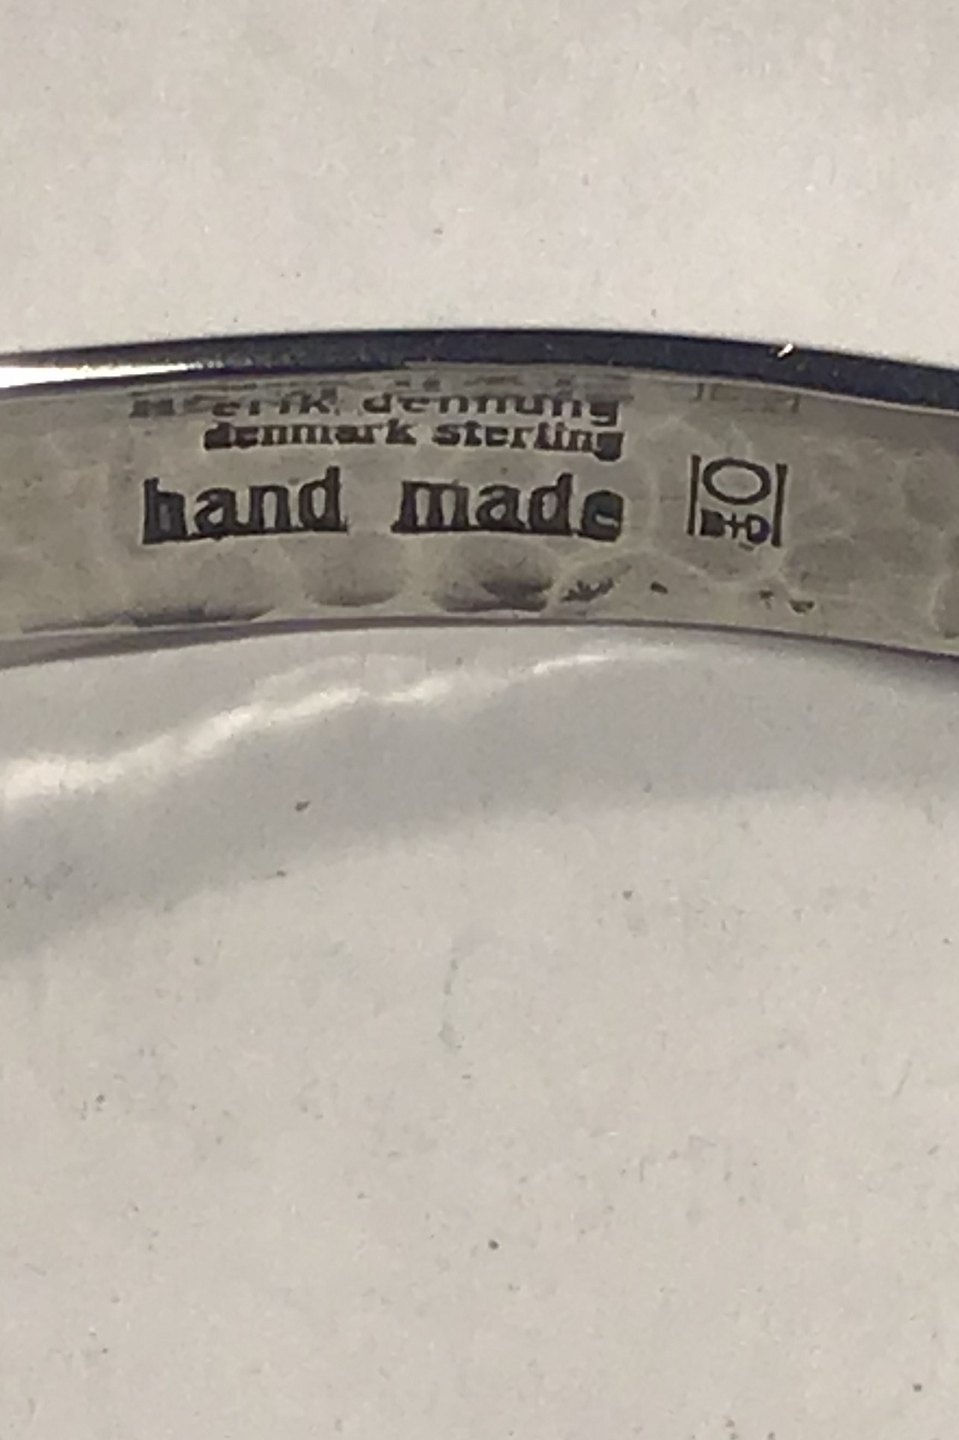 erik dennung
denmark sterling
hand made
B+D